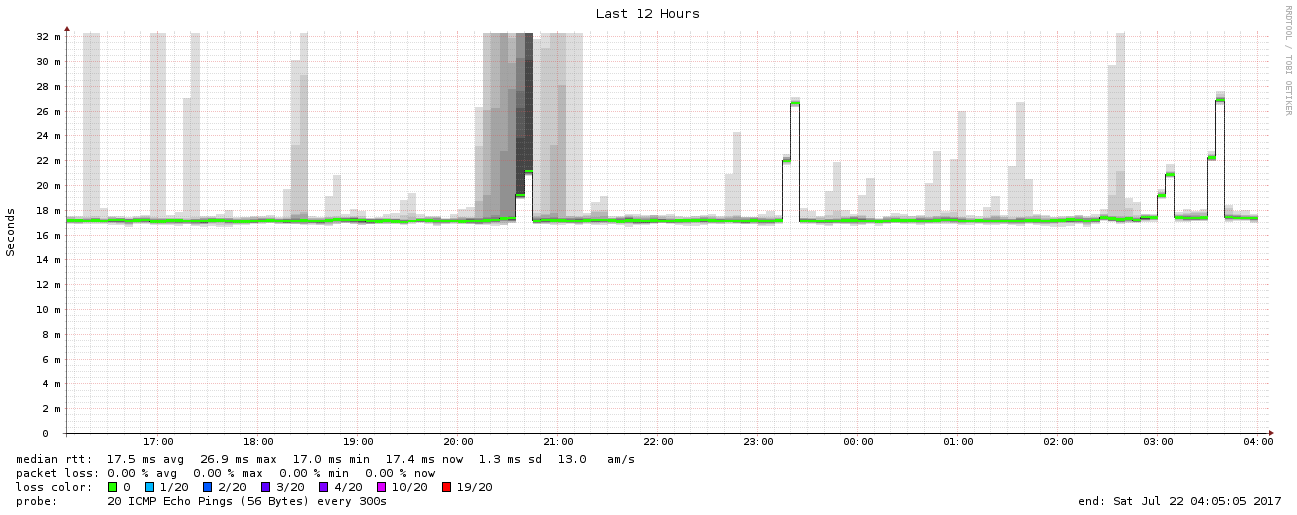 Last 12 Hours
RRDTOOL / TOBI OETIKER
Seconds
32 m
30 m
28 m
26 m
24 m
22 m
20 m
18 m
16 m
14 m
12 m
10 m
8 m
6 m
4 m
2 m
0
17:00 18:00 19:00 20:00 21:00 22:00 23:00 00:00 01:00 02:00 03:00 04:00
median rtt: 17.5 ms avg 26.9 ms max 17.0 ms min 17.4 ms now 1.3 ms sd 13.0 am/s
packet loss: 0.00 % avg 0.00 % max 0.00 % min 0.00 % now
loss color: 0 1/20 2/20 3/20 4/20 10/20 19/20
probe: 20 ICMP Echo Pings (56 Bytes) every 300s end: Sat Jul 22 04:05:05 2017